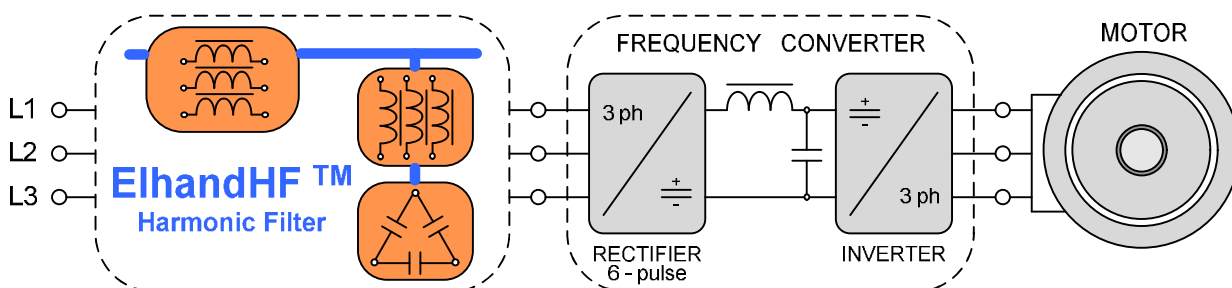 L1
L2
L3
ElhandHF TM
Harmonic Filter
FREQUENCY CONVERTER
3 ph
+
-
RECTIFIER
6 - pulse
+
-
3 ph
INVERTER
MOTOR